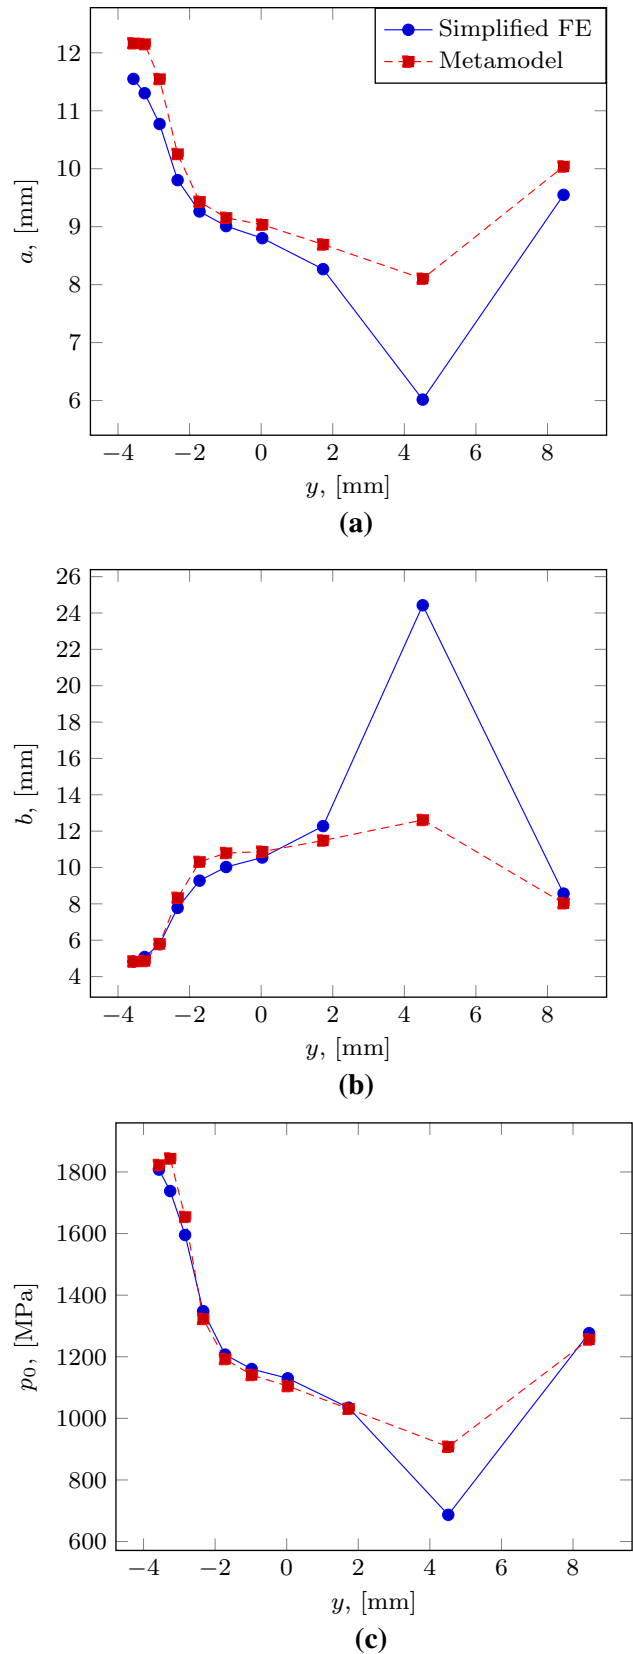 Simplified FE
Metamodel
12
11
10
9
8
7
6
a, [mm]
−4 −2 0 2 4 6 8
y, [mm]
(a)
26
24
22
20
18
16
14
12
10
8
6
4
b, [mm]
−4 −2 0 2 4 6 8
y, [mm]
(b)
1800
1600
1400
1200
1000
800
600
p₀, [MPa]
−4 −2 0 2 4 6 8
y, [mm]
(c)